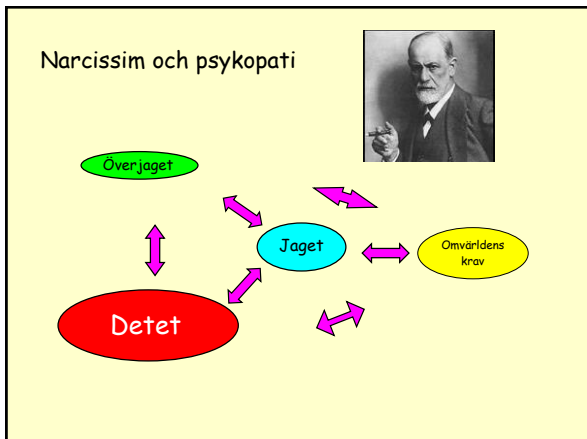 Narcissim och psykopati
Överjaget
Jaget
Omvärldens
krav
Detet